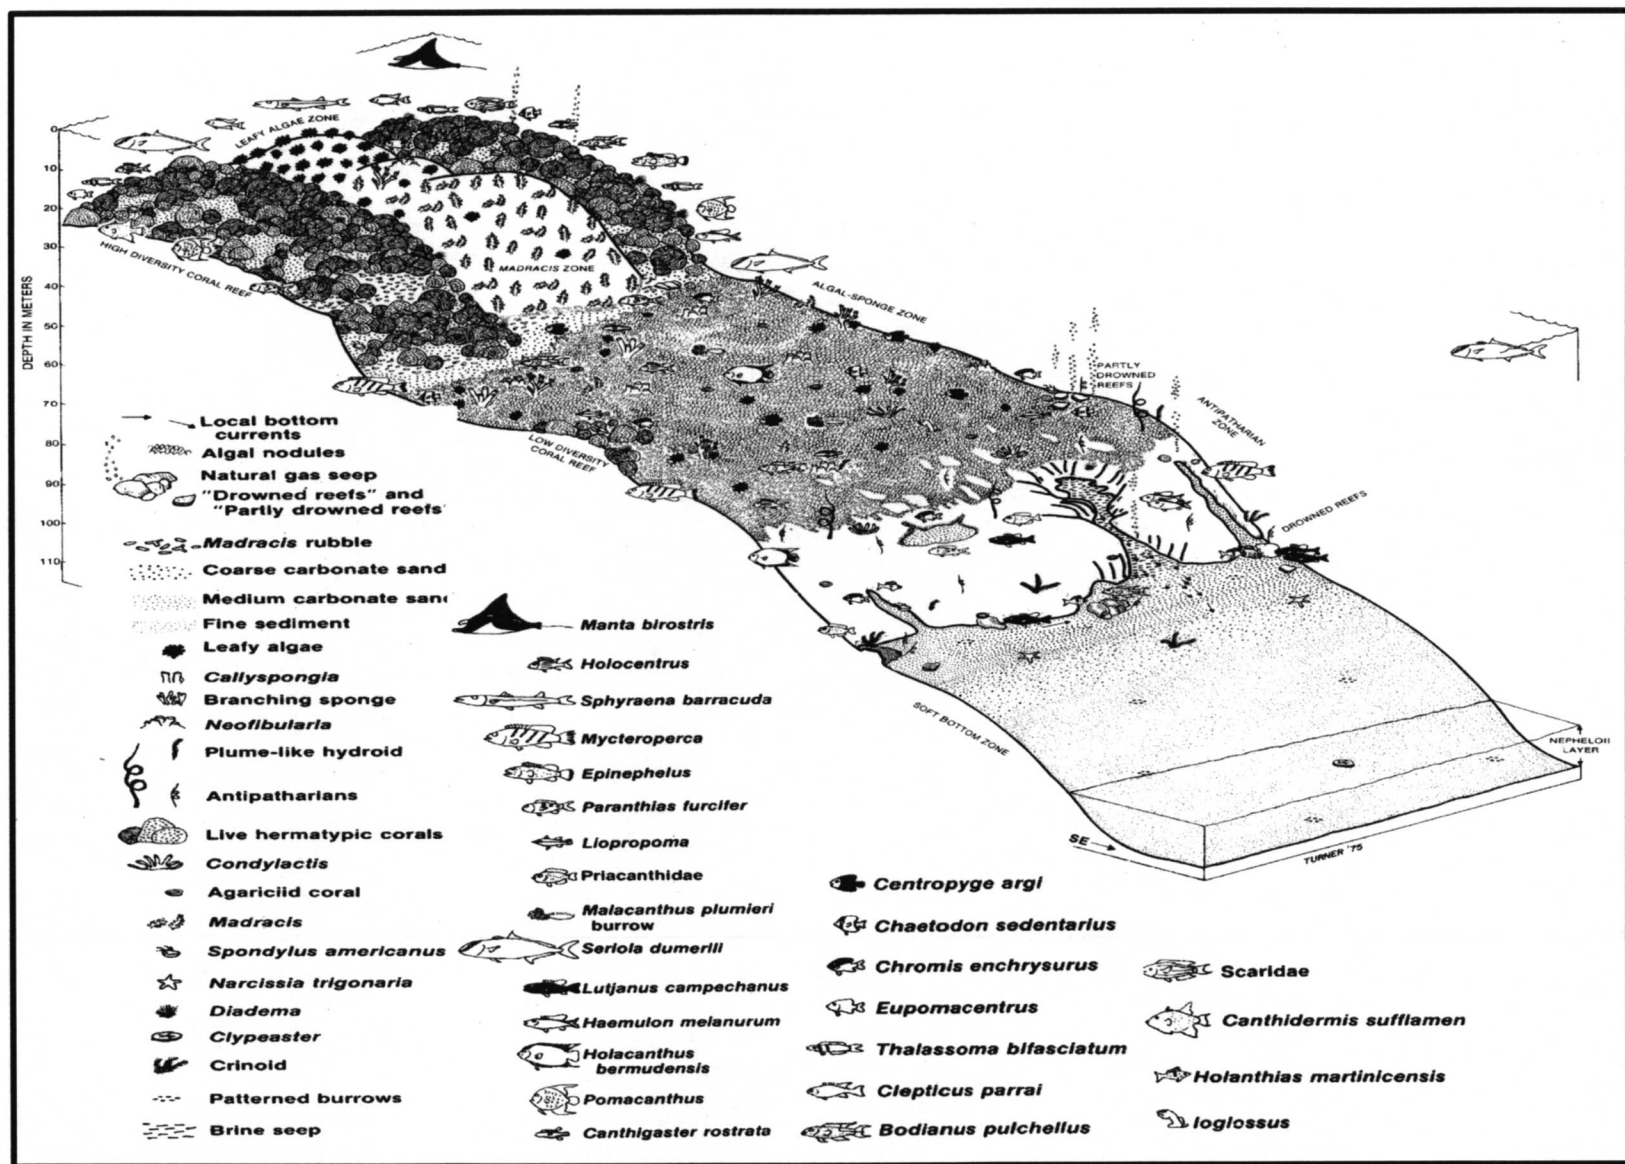 LEAFY ALGAE ZONE
0
10
20
30
40
50
60
70
80
90
100
110
DEPTH IN METERS
HIGH DIVERSITY CORAL REEF
MADRACIS ZONE
ALGAL-SPONGE ZONE
PARTLY
DROWNED
REEFS
ANTIPATHARIAN
ZONE
LOW DIVERSITY
CORAL REEF
DROWNED REEFS
SOFT BOTTOM ZONE
NEPHELOI
LAYER
SE
TURNER '75
Local bottom
currents
Algal nodules
Natural gas seep
"Drowned reefs" and
"Partly drowned reefs'
Madracis rubble
Coarse carbonate sand
Medium carbonate sand
Fine sediment
Leafy algae
Callyspongia
Branching sponge
Neofibularia
Plume-like hydroid
Antipatharians
Live hermatypic corals
Condylactis
Agariciid coral
Madracis
Spondylus americanus
Narcissia trigonaria
Diadema
Clypeaster
Crinoid
Patterned burrows
Brine seep
Manta birostris
Holocentrus
Sphyraena barracuda
Mycteroperca
Epinephelus
Paranthias furcifer
Liopropoma
Priacanthidae
Malacanthus plumieri
burrow
Seriola dumerili
Lutjanus campechanus
Haemulon melanurum
Holacanthus
bermudensis
Pomacanthus
Canthigaster rostrata
Centropyge argi
Chaetodon sedentarius
Chromis enchrysurus
Eupomacentrus
Thalassoma bifasciatum
Clepticus parrai
Bodianus pulchellus
Scaridae
Canthidermis sufflamen
Holanthias martinicensis
Ioglossus